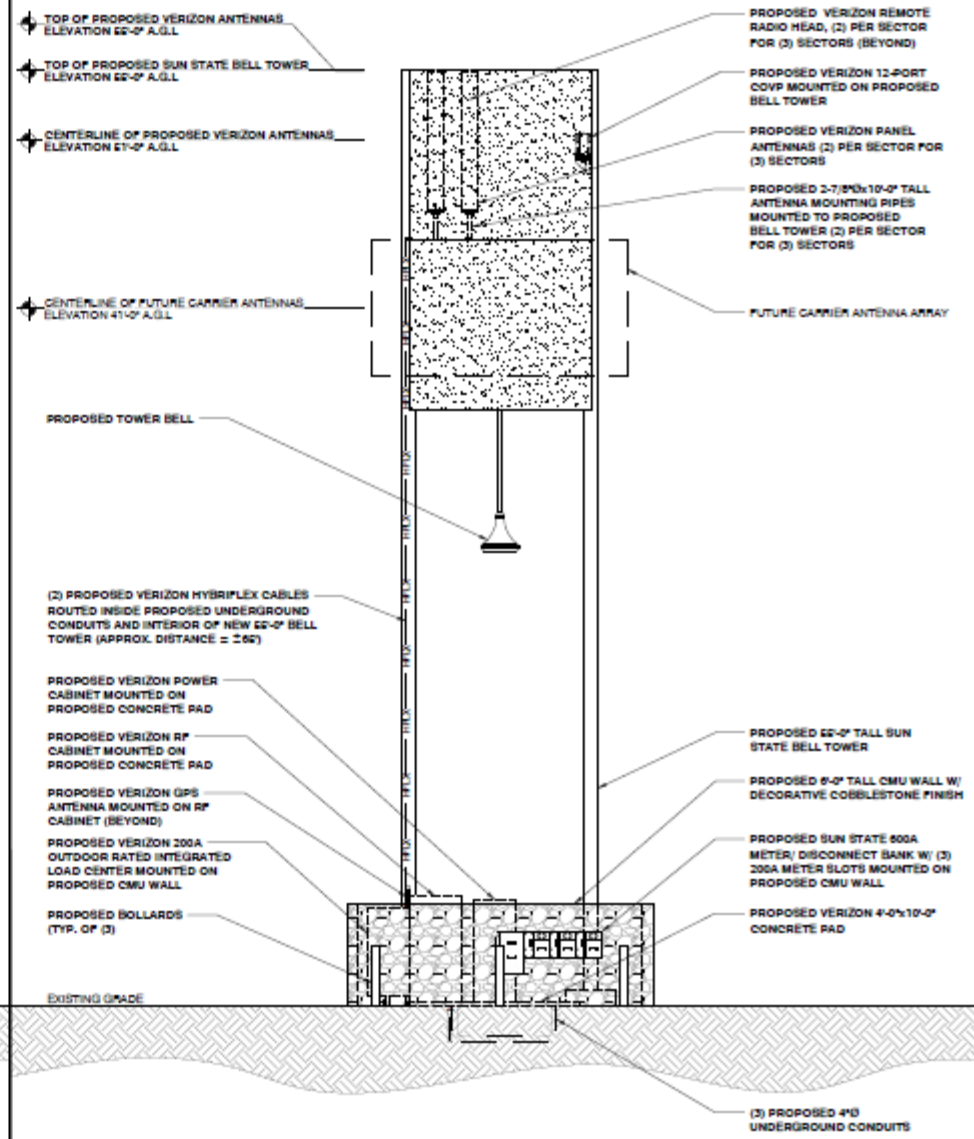 TOP OF PROPOSED VERIZON ANTENNAS
ELEVATION 55'-0" A.G.L
TOP OF PROPOSED SUN STATE BELL TOWER
ELEVATION 55'-0" A.G.L
CENTERLINE OF PROPOSED VERIZON ANTENNAS
ELEVATION 51'-0" A.G.L
CENTERLINE OF FUTURE CARRIER ANTENNAS
ELEVATION 41'-0" A.G.L
PROPOSED TOWER BELL
(2) PROPOSED VERIZON HYBRIFLEX CABLES
ROUTED INSIDE PROPOSED UNDERGROUND
CONDUITS AND INTERIOR OF NEW 55'-0" BELL
TOWER (APPROX. DISTANCE = ±65')
PROPOSED VERIZON POWER
CABINET MOUNTED ON
PROPOSED CONCRETE PAD
PROPOSED VERIZON RF
CABINET MOUNTED ON
PROPOSED CONCRETE PAD
PROPOSED VERIZON GPS
ANTENNA MOUNTED ON RF
CABINET (BEYOND)
PROPOSED VERIZON 200A
OUTDOOR RATED INTEGRATED
LOAD CENTER MOUNTED ON
PROPOSED CMU WALL
PROPOSED BOLLARDS
(TYP. OF (3)
EXISTING GRADE
PROPOSED VERIZON REMOTE
RADIO HEAD, (2) PER SECTOR
FOR (3) SECTORS (BEYOND)
PROPOSED VERIZON 12-PORT
COVP MOUNTED ON PROPOSED
BELL TOWER
PROPOSED VERIZON PANEL
ANTENNAS (2) PER SECTOR FOR
(3) SECTORS
PROPOSED 2-7/8"Øx10'-0" TALL
ANTENNA MOUNTING PIPES
MOUNTED TO PROPOSED
BELL TOWER (2) PER SECTOR
FOR (3) SECTORS
FUTURE CARRIER ANTENNA ARRAY
PROPOSED 55'-0" TALL SUN
STATE BELL TOWER
PROPOSED 6'-0" TALL CMU WALL W/
DECORATIVE COBBLESTONE FINISH
PROPOSED SUN STATE 600A
METER/ DISCONNECT BANK W/ (3)
200A METER SLOTS MOUNTED ON
PROPOSED CMU WALL
PROPOSED VERIZON 4'-0"x10'-0"
CONCRETE PAD
(3) PROPOSED 4"Ø
UNDERGROUND CONDUITS